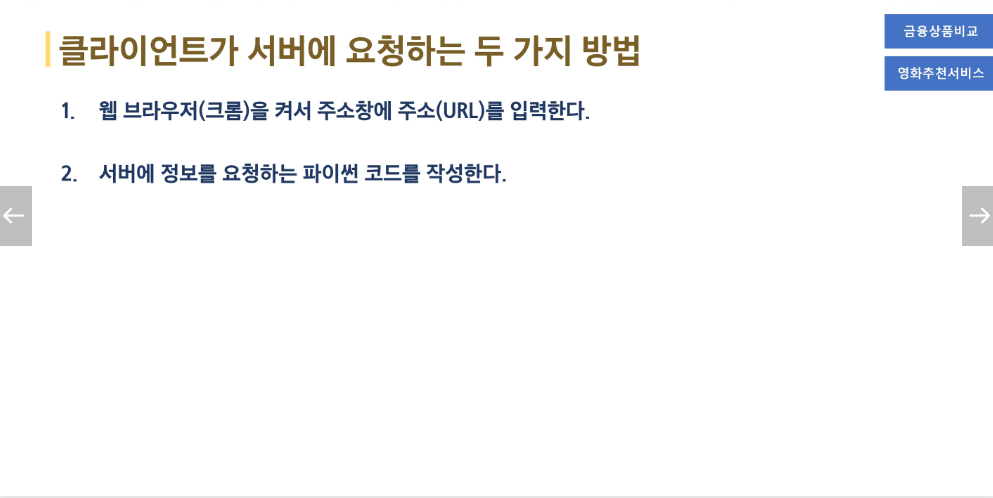 클라이언트가 서버에 요청하는 두 가지 방법
금융상품비교
영화추천서비스
1. 웹 브라우저(크롬)을 켜서 주소창에 주소(URL)를 입력한다.
2. 서버에 정보를 요청하는 파이썬 코드를 작성한다.